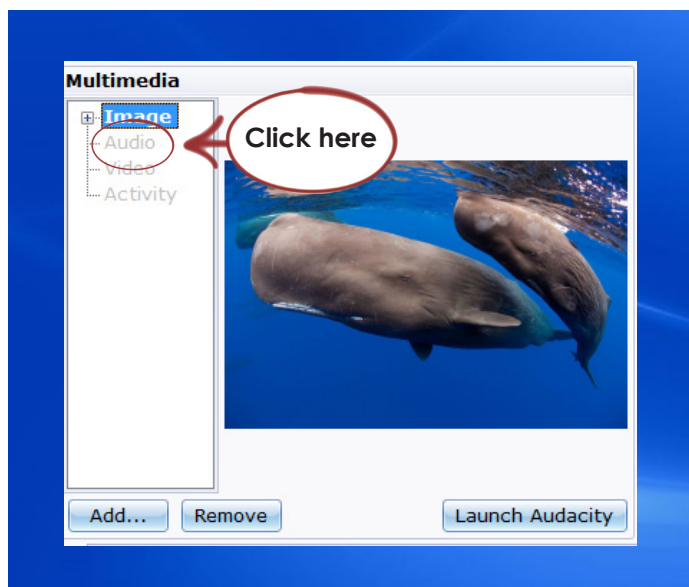 Multimedia
Image
Audio
Click here
Video
Activity
Add...
Remove
Launch Audacity